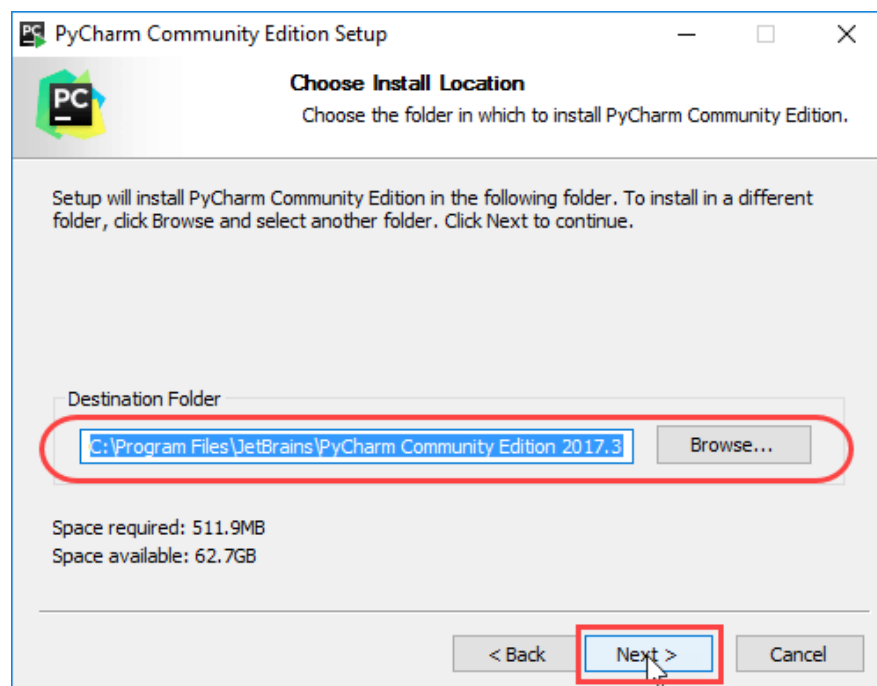 PyCharm Community Edition Setup
PC
Choose Install Location
Choose the folder in which to install PyCharm Community Edition.
Setup will install PyCharm Community Edition in the following folder. To install in a different
folder, click Browse and select another folder. Click Next to continue.
Destination Folder
C:\Program Files\JetBrains\PyCharm Community Edition 2017.3
Browse...
Space required: 511.9MB
Space available: 62.7GB
< Back Next > Cancel